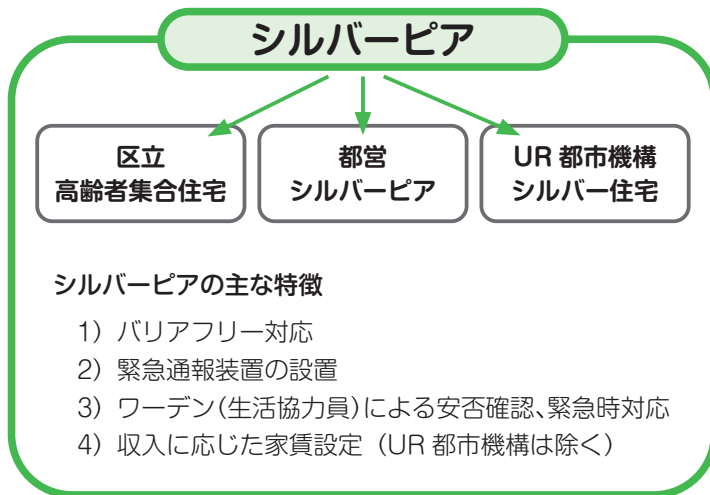 シルバーピア
区立
高齢者集合住宅
都営
シルバーピア
UR 都市機構
シルバー住宅
シルバーピアの主な特徴
1）バリアフリー対応
2）緊急通報装置の設置
3）ワーデン（生活協力員）による安否確認、緊急時対応
4）収入に応じた家賃設定（UR 都市機構は除く）